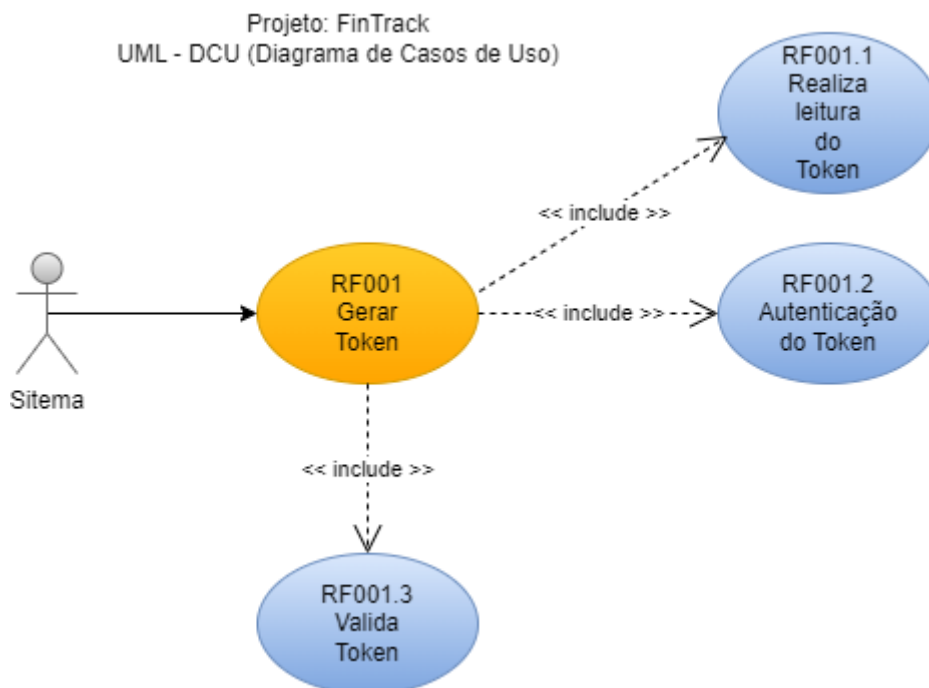 Projeto: FinTrack
UML - DCU (Diagrama de Casos de Uso)
RF001.1
Realiza
leitura
do
Token
<< include >>
RF001
Gerar
Token
<< include >>
RF001.2
Autenticação
do Token
Sitema
<< include >>
RF001.3
Valida
Token